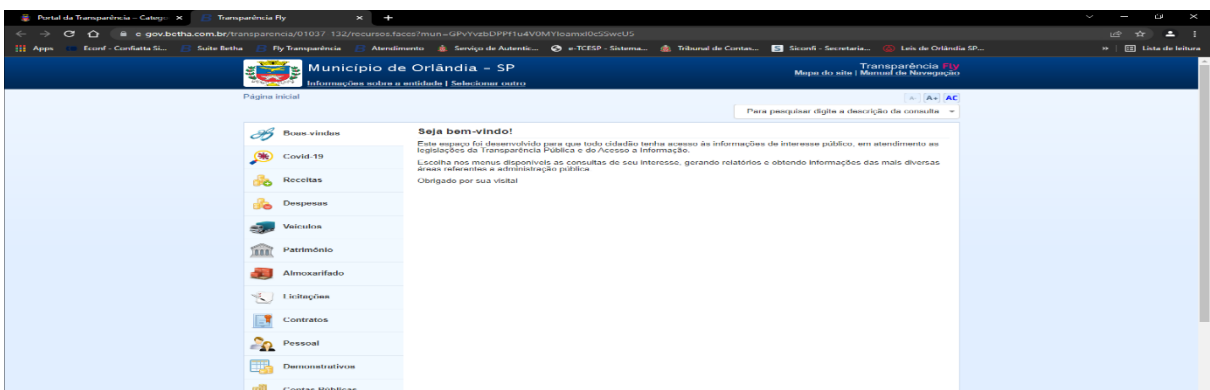 Portal da Transparência – Catego ×
Transparência Fly ×
e-gov.betha.com.br/transparencia/01037-132/recursos.faces?mun=GPvYvzbDPPf1u4V0MYloamxl0cSSwcUS
Apps Econf - Confiatta Si... Suite Betha Fly Transparência Atendimento Serviço de Autentic... e-TCESP - Sistema... Tribunal de Contas... Siconfi - Secretaria... Leis de Orlândia SP... » Lista de leitura
Município de Orlândia – SP
Transparência Fly
Informações sobre a entidade | Selecionar outro
Mapa do site | Manual de Navegação
Página inicial
A- A+ AC
Para pesquisar digite a descrição da consulta
Boas-vindas
Covid-19
Receitas
Despesas
Veículos
Patrimônio
Almoxarifado
Licitações
Contratos
Pessoal
Demonstrativos
Contas Públicas
Seja bem-vindo!
Este espaço foi desenvolvido para que todo cidadão tenha acesso às informações de interesse público, em atendimento as
legislações da Transparência Pública e do Acesso a Informação.
Escolha nos menus disponíveis as consultas de seu interesse, gerando relatórios e obtendo informações das mais diversas
áreas referentes a administração pública.
Obrigado por sua visita!